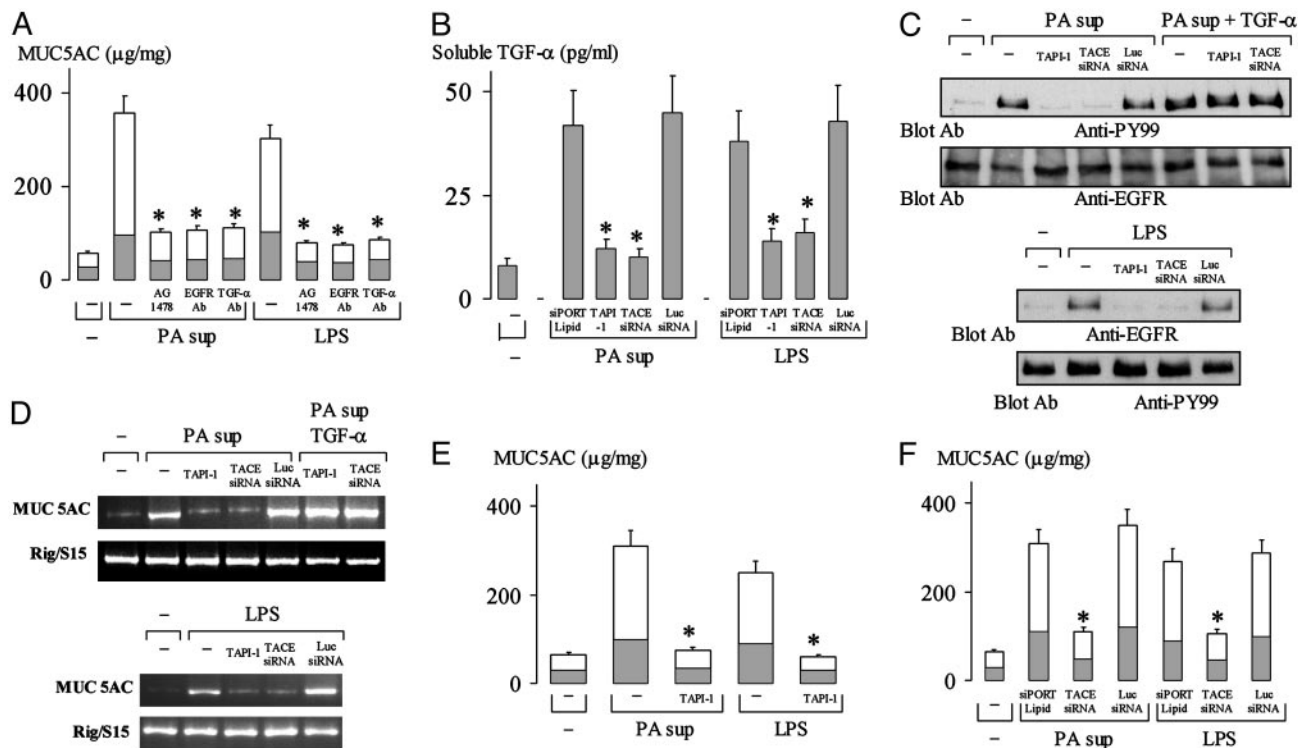 A
MUC5AC (µg/mg)
400
200
0
– – AG 1478 EGFR Ab TGF-α Ab – AG 1478 EGFR Ab TGF-α Ab
– PA sup LPS
B
Soluble TGF-α (pg/ml)
50
25
0
– siPORT Lipid TAPI -1 TACE siRNA Luc siRNA – siPORT Lipid TAPI -1 TACE siRNA Luc siRNA
– PA sup LPS
* * * * * *
* * * *
C
– PA sup PA sup + TGF-α
– – TAPI-1 TACE siRNA Luc siRNA – TAPI-1 TACE siRNA
Blot Ab Anti-PY99
Blot Ab Anti-EGFR
– LPS
– – TAPI-1 TACE siRNA Luc siRNA
Blot Ab Anti-EGFR
Blot Ab Anti-PY99
D
– PA sup PA sup TGF-α
– – TAPI-1 TACE siRNA Luc siRNA TAPI-1 TACE siRNA
MUC 5AC
Rig/S15
– LPS
– – TAPI-1 TACE siRNA Luc siRNA
MUC 5AC
Rig/S15
E
MUC5AC (µg/mg)
400
200
0
* *
– – TAPI-1 – TAPI-1
– PA sup LPS
F
MUC5AC (µg/mg)
400
200
0
* *
– siPORT Lipid TACE siRNA Luc siRNA siPORT Lipid TACE siRNA Luc siRNA
– PA sup LPS